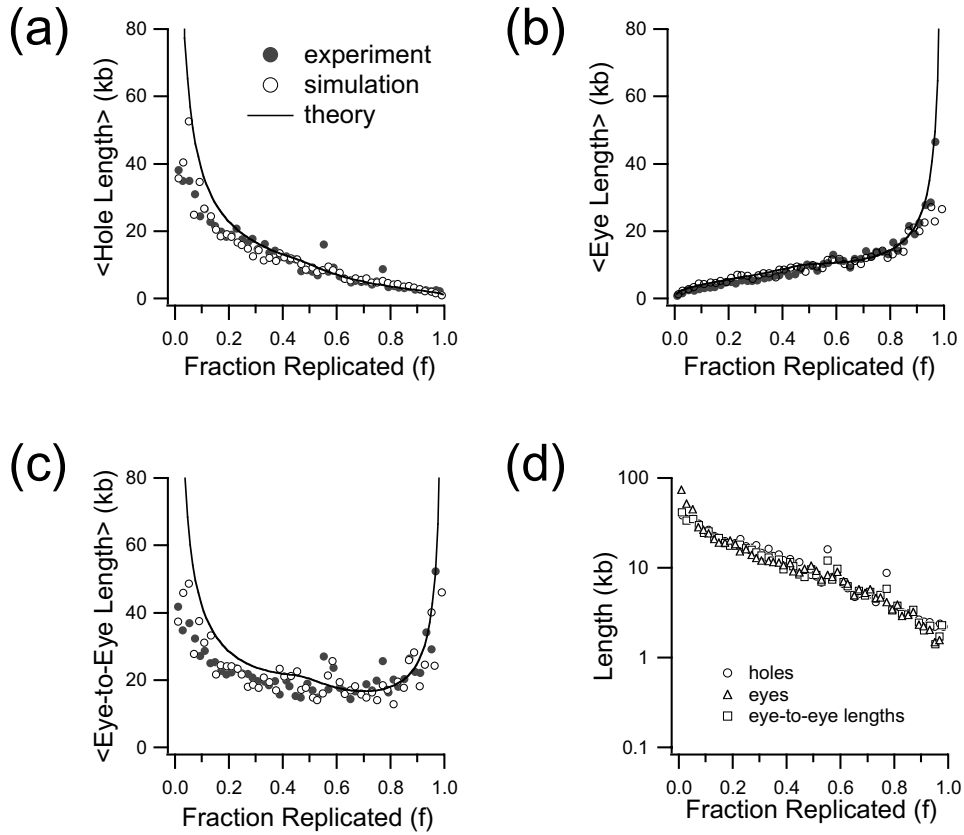 (a)
80
60
40
20
0
<Hole Length> (kb)
experiment
simulation
theory
0.0 0.2 0.4 0.6 0.8 1.0
Fraction Replicated (f)
(b)
80
60
40
20
0
<Eye Length> (kb)
0.0 0.2 0.4 0.6 0.8 1.0
Fraction Replicated (f)
(c)
80
60
40
20
0
<Eye-to-Eye Length> (kb)
0.0 0.2 0.4 0.6 0.8 1.0
Fraction Replicated (f)
(d)
100
10
1
0.1
Length (kb)
holes
eyes
eye-to-eye lengths
0.0 0.2 0.4 0.6 0.8 1.0
Fraction Replicated (f)